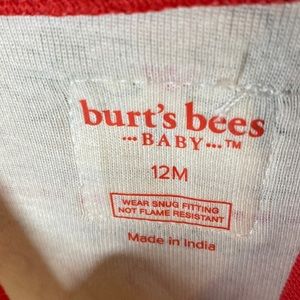 burt's bees
···BABY···™
12M
WEAR SNUG FITTING
NOT FLAME RESISTANT
Made in India